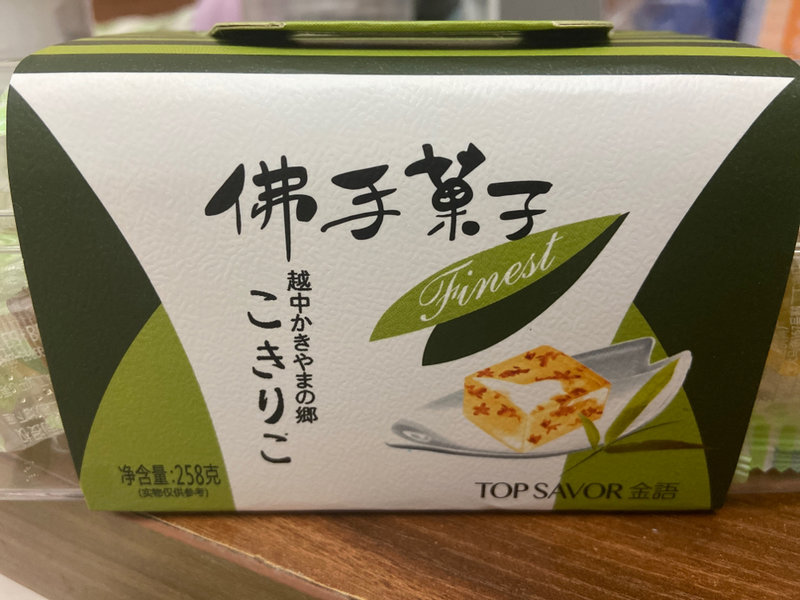 佛手菓子
Finest
越中かきやまの郷
こきりこ
净含量:258克
(实物仅供参考)
TOP SAVOR 金語